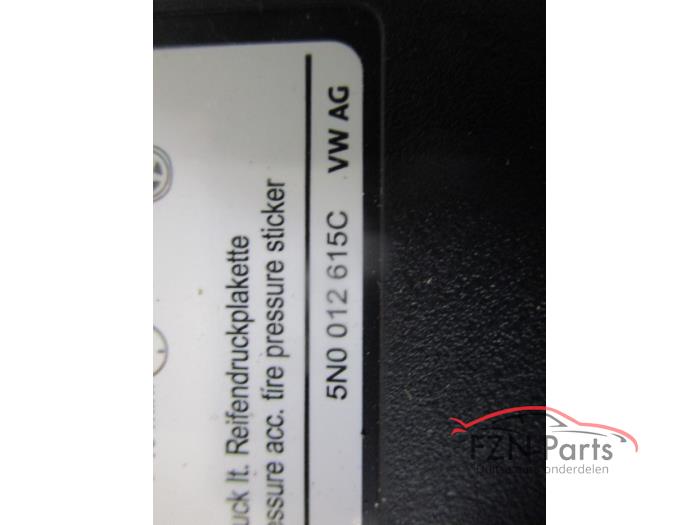 uck lt. Reifendruckplakette
essure acc. tire pressure sticker
5N0 012 615C VW AG
FZN Parts